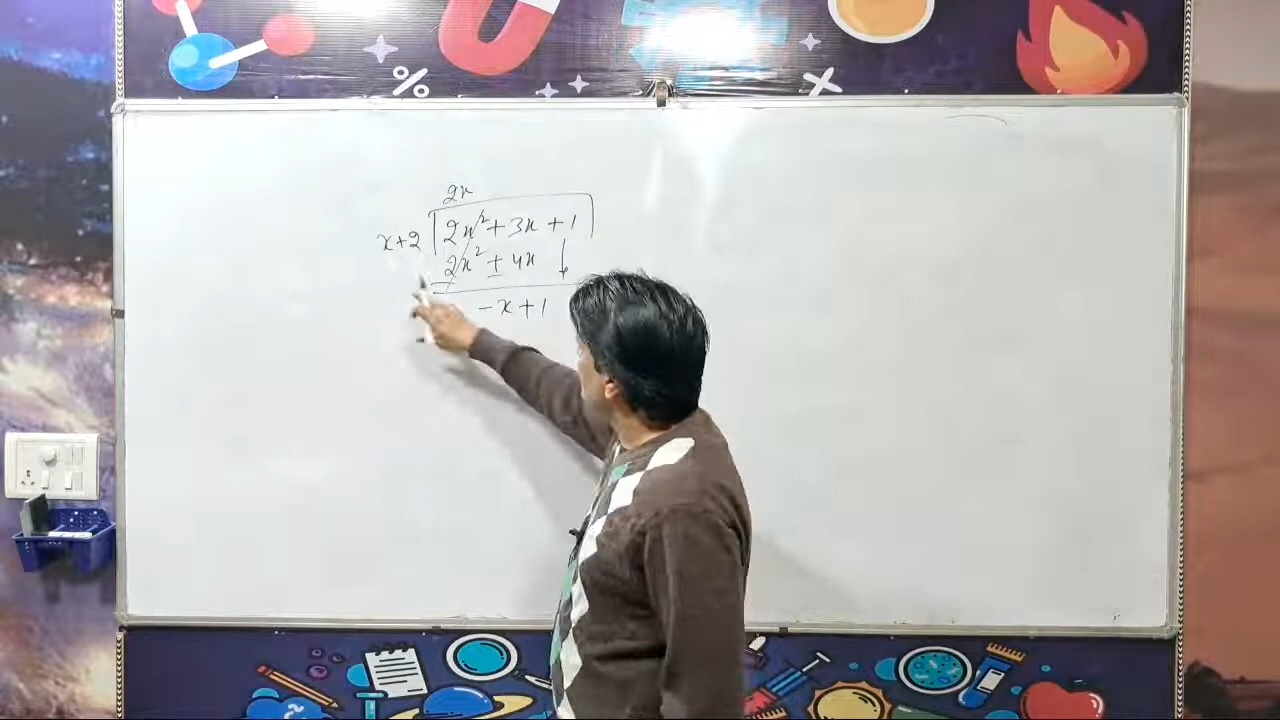 2x
x+2 2x² + 3x + 1
2x² + 4x
- x + 1
%